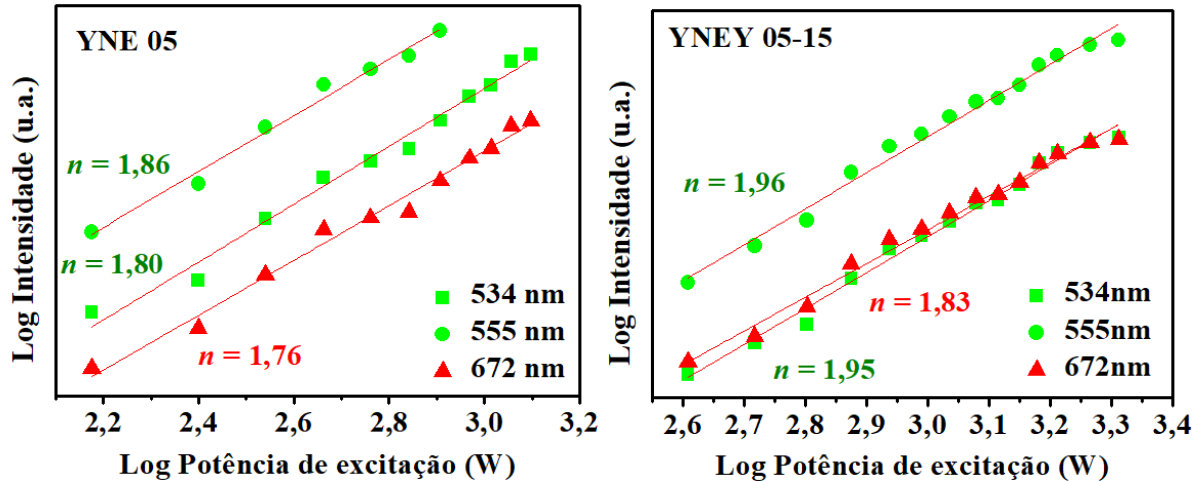 YNE 05
n = 1,86
n = 1,80
n = 1,76
534 nm
555 nm
672 nm
2,2 2,4 2,6 2,8 3,0 3,2
Log Potência de excitação (W)
Log Intensidade (u.a.)
YNEY 05-15
n = 1,96
n = 1,83
n = 1,95
534nm
555nm
672nm
2,6 2,7 2,8 2,9 3,0 3,1 3,2 3,3 3,4
Log Potência de excitação (W)
Log Intensidade (u.a.)